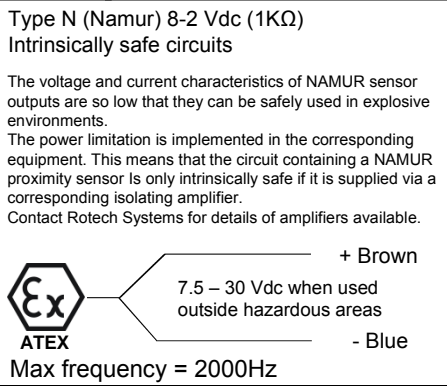 Type N (Namur) 8-2 Vdc (1KΩ)
Intrinsically safe circuits
The voltage and current characteristics of NAMUR sensor
outputs are so low that they can be safely used in explosive
environments.
The power limitation is implemented in the corresponding
equipment. This means that the circuit containing a NAMUR
proximity sensor Is only intrinsically safe if it is supplied via a
corresponding isolating amplifier.
Contact Rotech Systems for details of amplifiers available.
+ Brown
7.5 – 30 Vdc when used
outside hazardous areas
Ex
ATEX
- Blue
Max frequency = 2000Hz